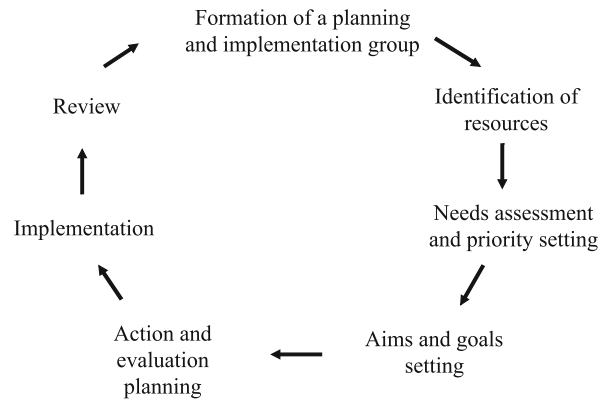 Formation of a planning
and implementation group
Identification of
resources
Needs assessment
and priority setting
Aims and goals
setting
Action and
evaluation
planning
Implementation
Review